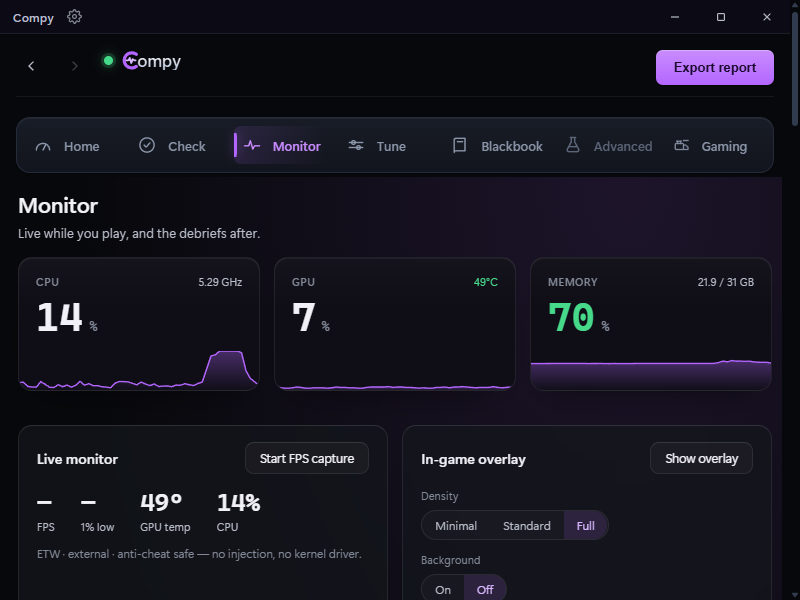 Compy
Compy
Export report
Home Check Monitor Tune Blackbook Advanced Gaming
Monitor
Live while you play, and the debriefs after.
CPU 5.29 GHz
14 %
GPU 49°C
7 %
MEMORY 21.9 / 31 GB
70 %
Live monitor Start FPS capture
— — 49° 14%
FPS 1% low GPU temp CPU
ETW · external · anti-cheat safe — no injection, no kernel driver.
In-game overlay Show overlay
Density
Minimal Standard Full
Background
On Off